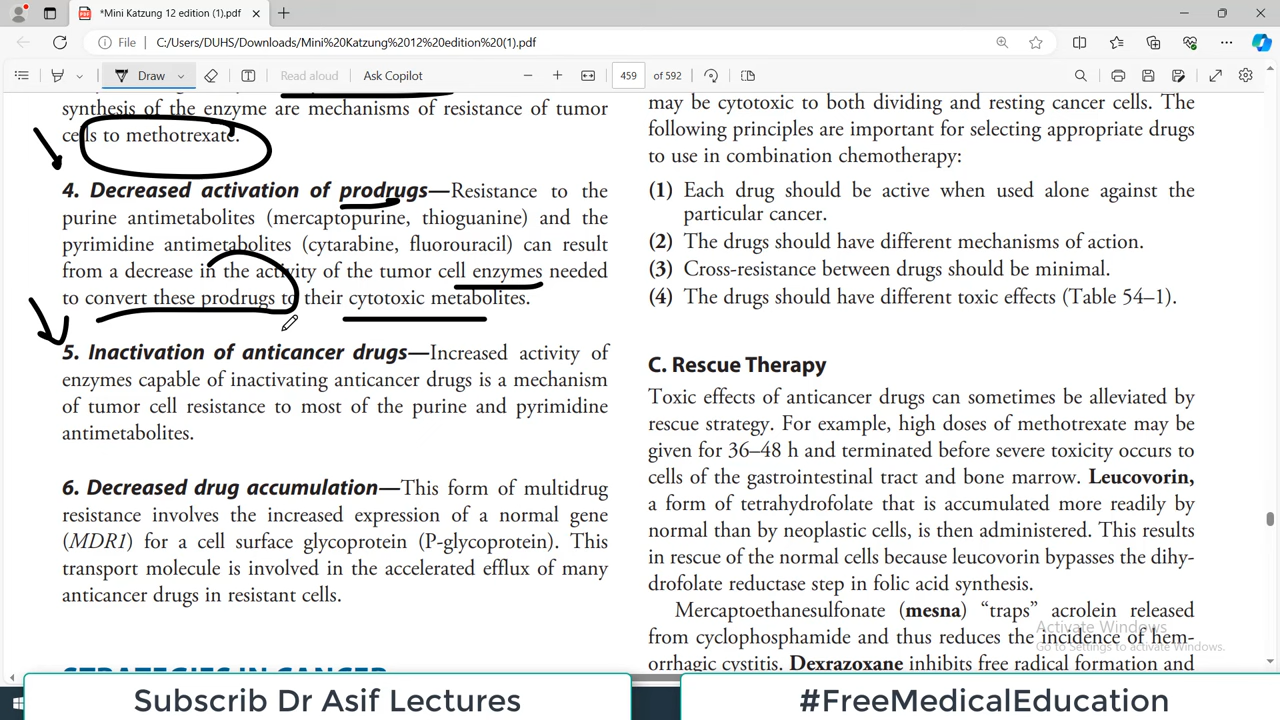 *Mini Katzung 12 edition (1).pdf
File C:/Users/DUHS/Downloads/Mini%20Katzung%2012%20edition%20(1).pdf
Draw
Read aloud
Ask Copilot
459 of 592
synthesis of the enzyme are mechanisms of resistance of tumor
cells to methotrexate.
4. Decreased activation of prodrugs—Resistance to the
purine antimetabolites (mercaptopurine, thioguanine) and the
pyrimidine antimetabolites (cytarabine, fluorouracil) can result
from a decrease in the activity of the tumor cell enzymes needed
to convert these prodrugs to their cytotoxic metabolites.
5. Inactivation of anticancer drugs—Increased activity of
enzymes capable of inactivating anticancer drugs is a mechanism
of tumor cell resistance to most of the purine and pyrimidine
antimetabolites.
6. Decreased drug accumulation—This form of multidrug
resistance involves the increased expression of a normal gene
(MDR1) for a cell surface glycoprotein (P-glycoprotein). This
transport molecule is involved in the accelerated efflux of many
anticancer drugs in resistant cells.
STRATEGIES IN CANCER
may be cytotoxic to both dividing and resting cancer cells. The
following principles are important for selecting appropriate drugs
to use in combination chemotherapy:
(1) Each drug should be active when used alone against the
particular cancer.
(2) The drugs should have different mechanisms of action.
(3) Cross-resistance between drugs should be minimal.
(4) The drugs should have different toxic effects (Table 54–1).
C. Rescue Therapy
Toxic effects of anticancer drugs can sometimes be alleviated by
rescue strategy. For example, high doses of methotrexate may be
given for 36–48 h and terminated before severe toxicity occurs to
cells of the gastrointestinal tract and bone marrow. Leucovorin,
a form of tetrahydrofolate that is accumulated more readily by
normal than by neoplastic cells, is then administered. This results
in rescue of the normal cells because leucovorin bypasses the dihy-
drofolate reductase step in folic acid synthesis.
Mercaptoethanesulfonate (mesna) “traps” acrolein released
from cyclophosphamide and thus reduces the incidence of hem-
orrhagic cystitis. Dexrazoxane inhibits free radical formation and
Activate Windows
Go to Settings to activate Windows.
Subscrib Dr Asif Lectures
#FreeMedicalEducation